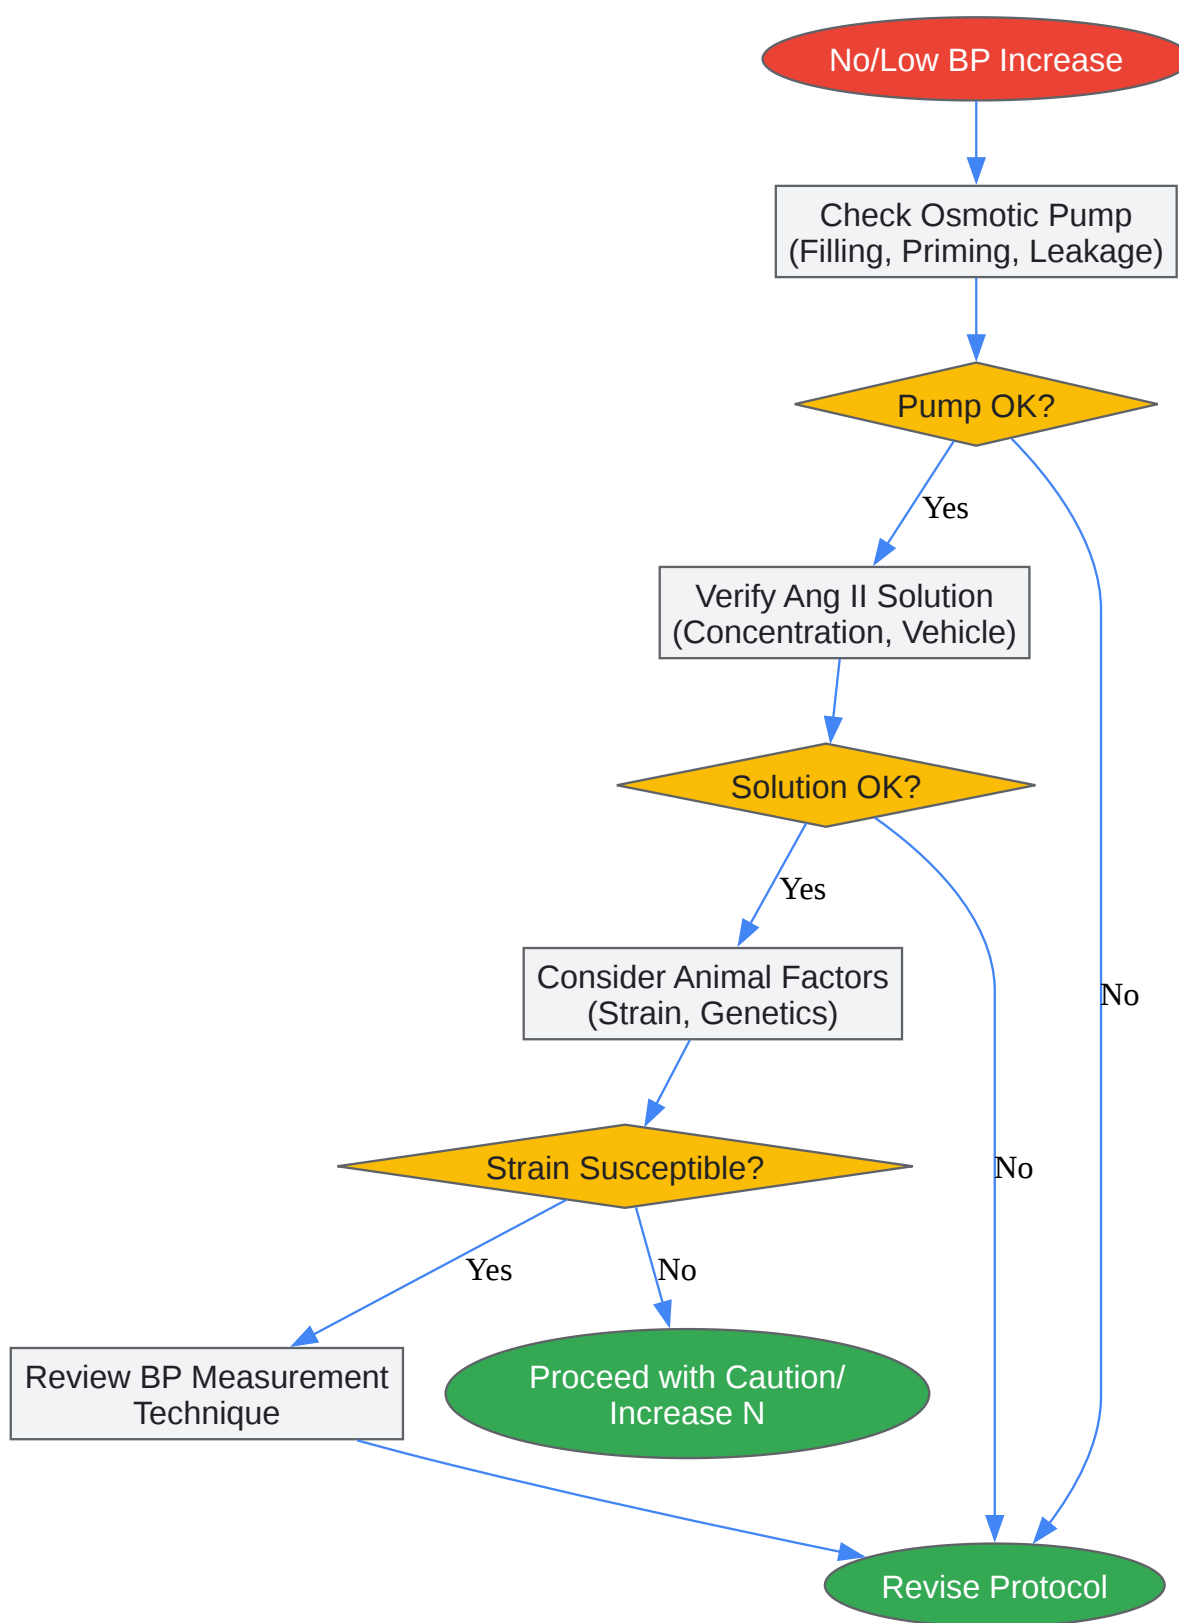 No/Low BP Increase
Check Osmotic Pump
(Filling, Priming, Leakage)
Pump OK?
Yes
Verify Ang II Solution
(Concentration, Vehicle)
Solution OK?
Yes
Consider Animal Factors
(Strain, Genetics)
No
Strain Susceptible?
No
Yes
No
Review BP Measurement
Technique
Proceed with Caution/
Increase N
Revise Protocol